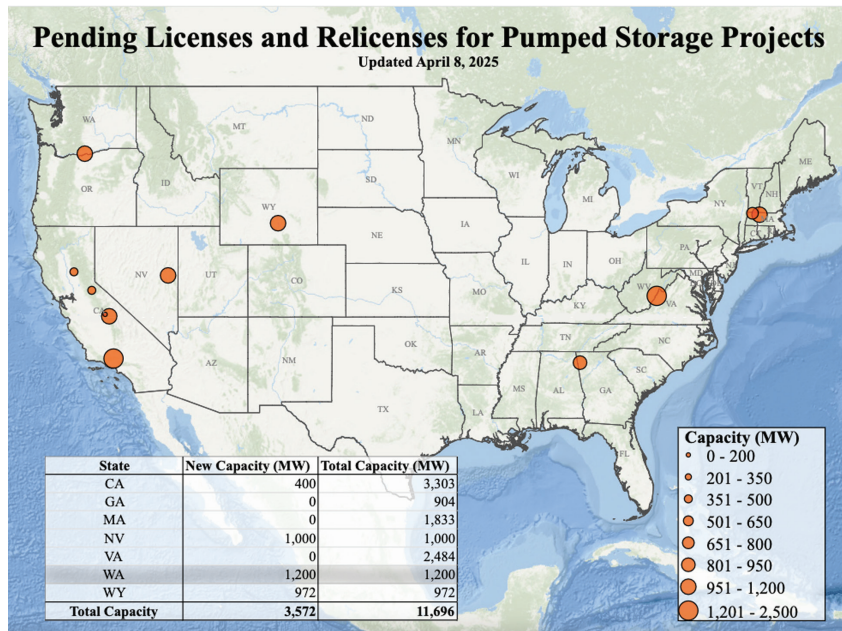 Pending Licenses and Relicenses for Pumped Storage Projects
Updated April 8, 2025
WA
MT
ND
MN
ME
OR
ID
SD
WI
MI
VT
NH
NY
WY
IA
NE
PA
NV
UT
CO
IL
IN
OH
MD
KS
MO
KY
WV
VA
CA
OK
TN
NC
AZ
NM
AR
SC
MS
AL
GA
TX
LA
FL
State New Capacity (MW) Total Capacity (MW)
CA 400 3,303
GA 0 904
MA 0 1,833
NV 1,000 1,000
VA 0 2,484
WA 1,200 1,200
WY 972 972
Total Capacity 3,572 11,696
Capacity (MW)
0 - 200
201 - 350
351 - 500
501 - 650
651 - 800
801 - 950
951 - 1,200
1,201 - 2,500